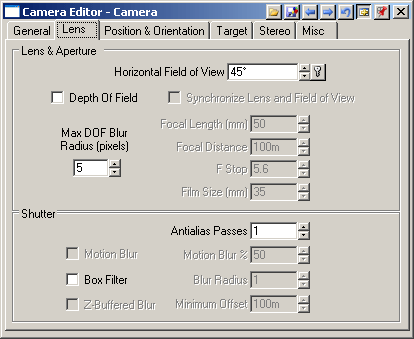 Camera Editor - Camera
General Lens Position & Orientation Target Stereo Misc
Lens & Aperture
Horizontal Field of View 45°
Depth Of Field Synchronize Lens and Field of View
Max DOF Blur
Radius (pixels)
5
Focal Length (mm) 50
Focal Distance 100m
F Stop 5.6
Film Size (mm) 35
Shutter
Antialias Passes 1
Motion Blur Motion Blur % 50
Box Filter Blur Radius 1
Z-Buffered Blur Minimum Offset 100m